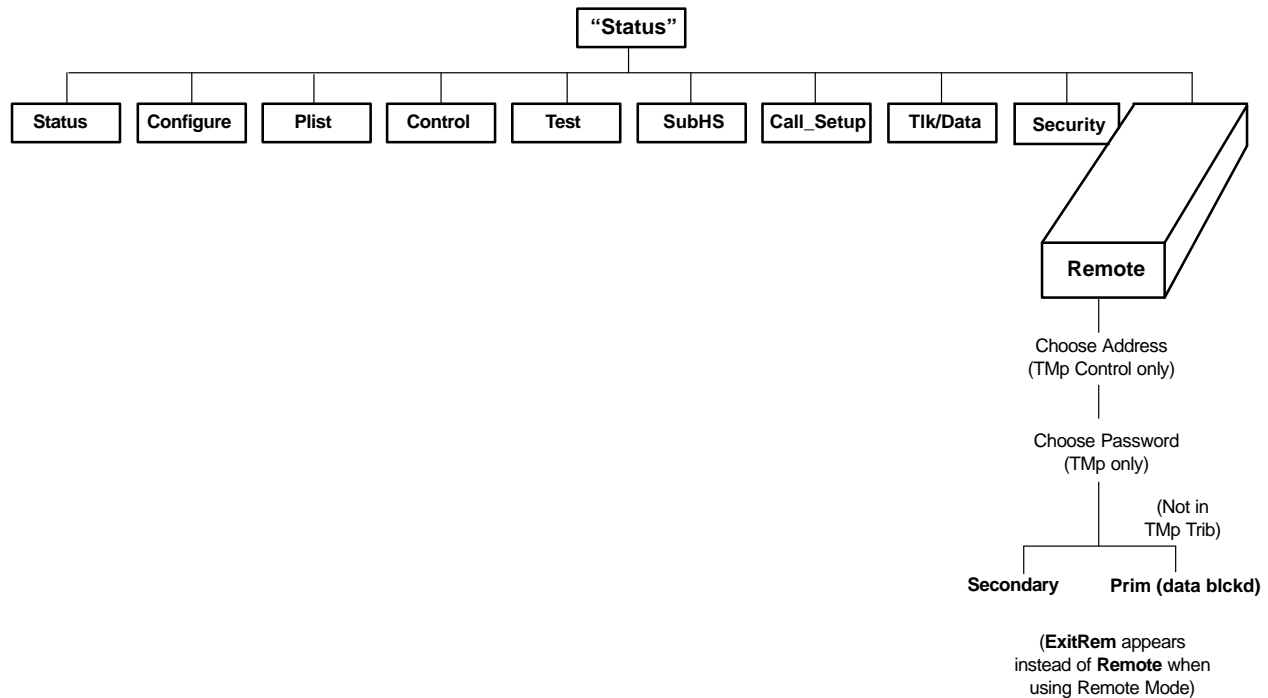 “Status”
Status
Configure
Plist
Control
Test
SubHS
Call_Setup
Tlk/Data
Security
Remote
Choose Address
(TMp Control only)
Choose Password
(TMp only)
(Not in
TMp Trib)
Secondary
Prim (data blckd)
(ExitRem appears
instead of Remote when
using Remote Mode)